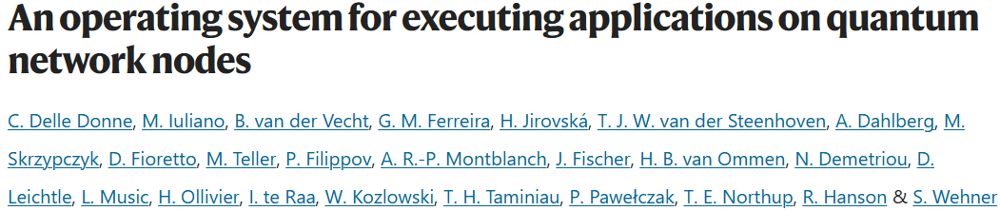 An operating system for executing applications on quantum
network nodes
C. Delle Donne, M. Iuliano, B. van der Vecht, G. M. Ferreira, H. Jirovská, T. J. W. van der Steenhoven, A. Dahlberg, M.
Skrzypczyk, D. Fioretto, M. Teller, P. Filippov, A. R.-P. Montblanch, J. Fischer, H. B. van Ommen, N. Demetriou, D.
Leichtle, L. Music, H. Ollivier, I. te Raa, W. Kozlowski, T. H. Taminiau, P. Pawełczak, T. E. Northup, R. Hanson & S. Wehner